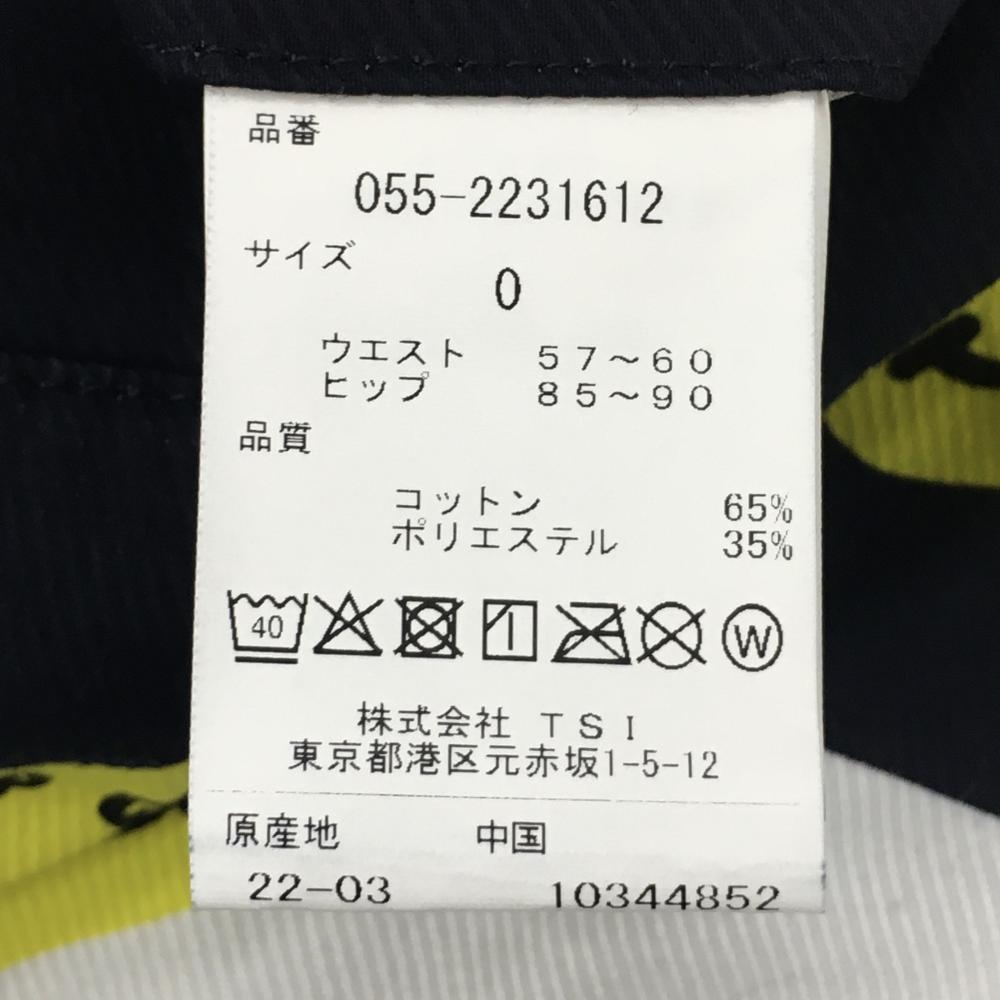 品番
055-2231612
サイズ
0
ウエスト 57～60
ヒップ 85～90
品質
コットン 65%
ポリエステル 35%
40 W
株式会社 TSI
東京都港区元赤坂1-5-12
原産地 中国
22-03 10344852